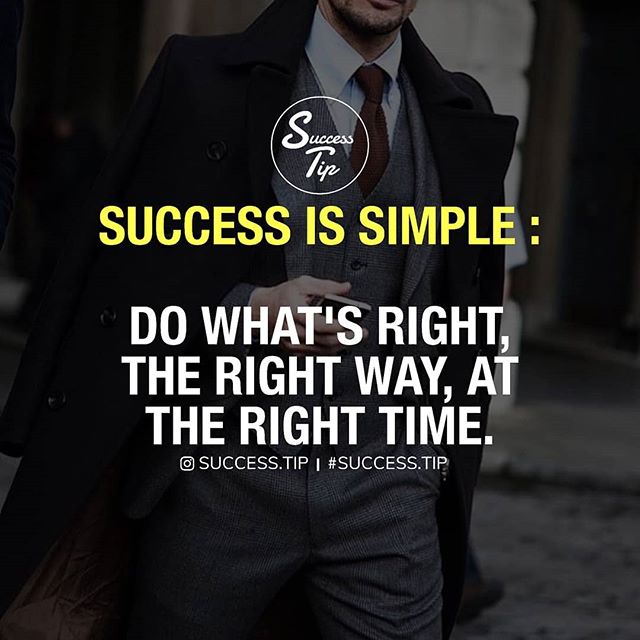 Success
Tip
SUCCESS IS SIMPLE :
DO WHAT'S RIGHT,
THE RIGHT WAY, AT
THE RIGHT TIME.
SUCCESS.TIP | #SUCCESS.TIP